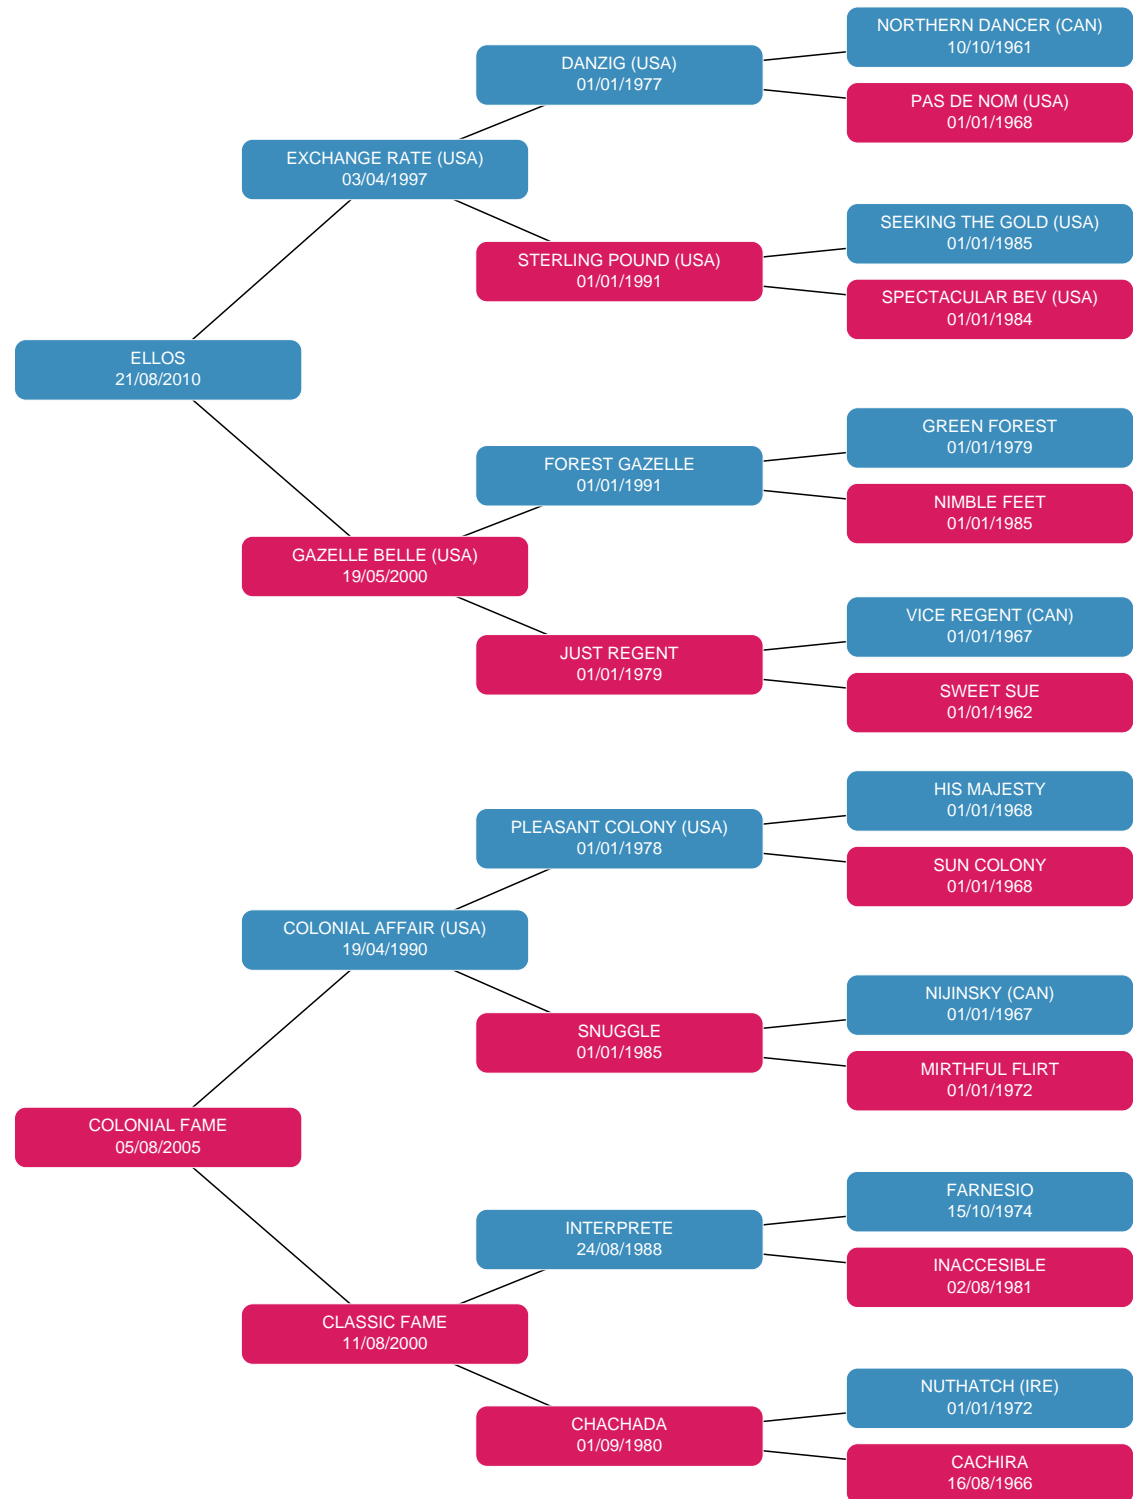 NORTHERN DANCER (CAN)
10/10/1961
DANZIG (USA)
01/01/1977
PAS DE NOM (USA)
01/01/1968
EXCHANGE RATE (USA)
03/04/1997
SEEKING THE GOLD (USA)
01/01/1985
STERLING POUND (USA)
01/01/1991
SPECTACULAR BEV (USA)
01/01/1984
ELLOS
21/08/2010
GREEN FOREST
01/01/1979
FOREST GAZELLE
01/01/1991
NIMBLE FEET
01/01/1985
GAZELLE BELLE (USA)
19/05/2000
VICE REGENT (CAN)
01/01/1967
JUST REGENT
01/01/1979
SWEET SUE
01/01/1962
HIS MAJESTY
01/01/1968
PLEASANT COLONY (USA)
01/01/1978
SUN COLONY
01/01/1968
COLONIAL AFFAIR (USA)
19/04/1990
NIJINSKY (CAN)
01/01/1967
SNUGGLE
01/01/1985
MIRTHFUL FLIRT
01/01/1972
COLONIAL FAME
05/08/2005
FARNESIO
15/10/1974
INTERPRETE
24/08/1988
INACCESIBLE
02/08/1981
CLASSIC FAME
11/08/2000
NUTHATCH (IRE)
01/01/1972
CHACHADA
01/09/1980
CACHIRA
16/08/1966